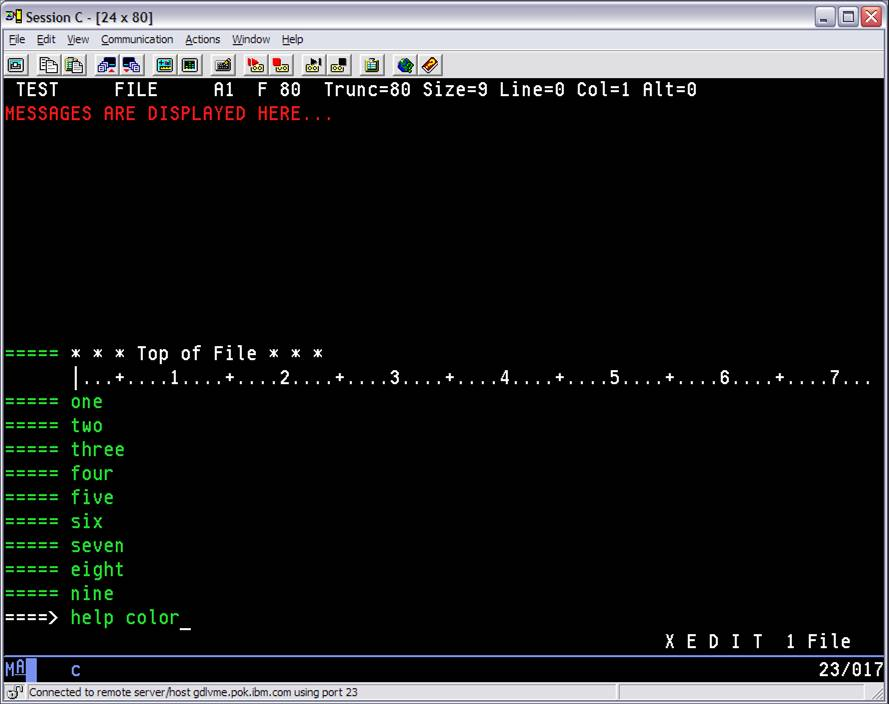 Session C - [24 x 80]
File Edit View Communication Actions Window Help
TEST FILE A1 F 80 Trunc=80 Size=9 Line=0 Col=1 Alt=0
MESSAGES ARE DISPLAYED HERE...
===== * * * Top of File * * *
|...+....1....+....2....+....3....+....4....+....5....+....6....+....7...
===== one
===== two
===== three
===== four
===== five
===== six
===== seven
===== eight
===== nine
====> help color_
X E D I T 1 File
MA c 23/017
Connected to remote server/host gdlvme.pok.ibm.com using port 23